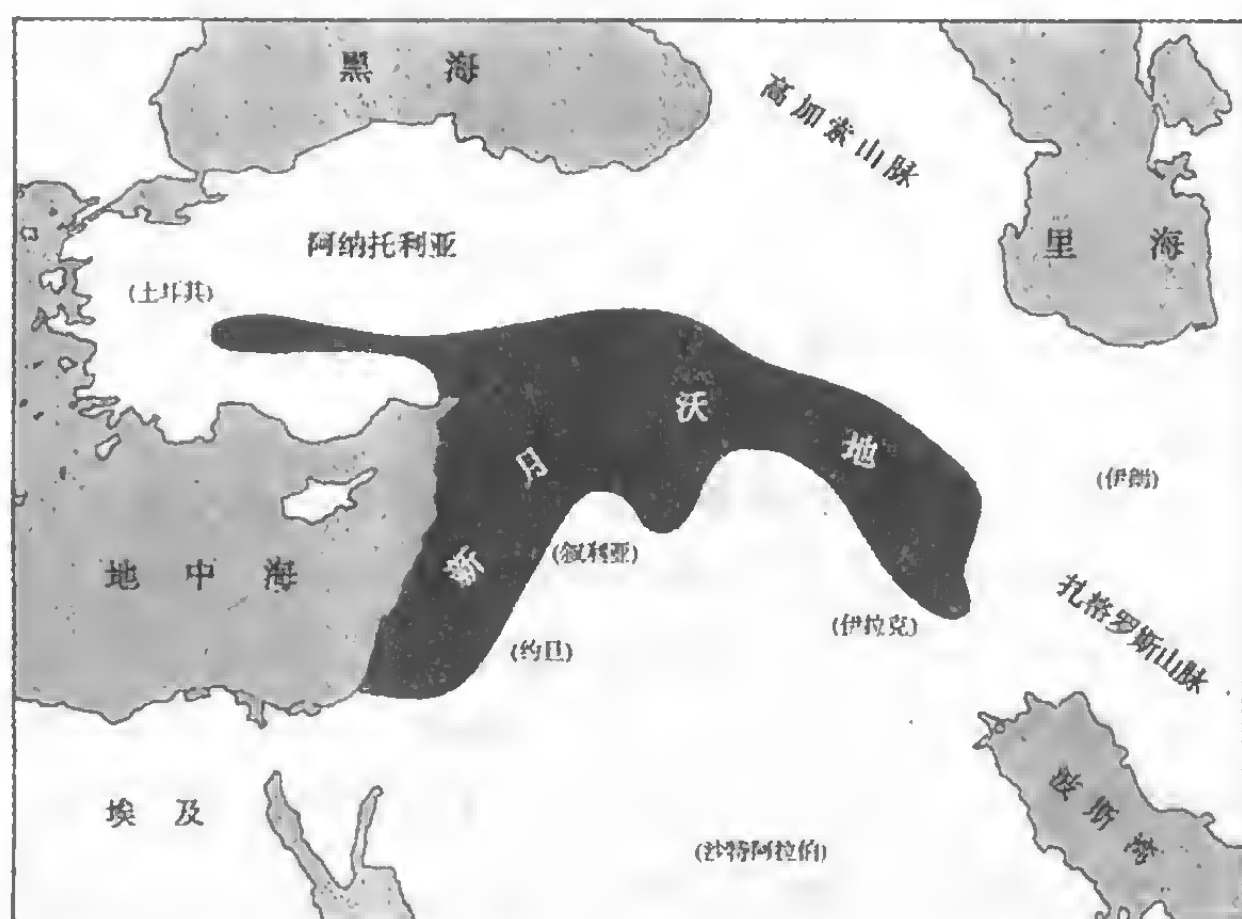 黑海
高加索山脉
阿纳托利亚
里海
(土耳其)
新月沃地
(伊朗)
地中海
(叙利亚)
(伊拉克)
(约旦)
扎格罗斯山脉
埃及
波斯湾
(沙特阿拉伯)